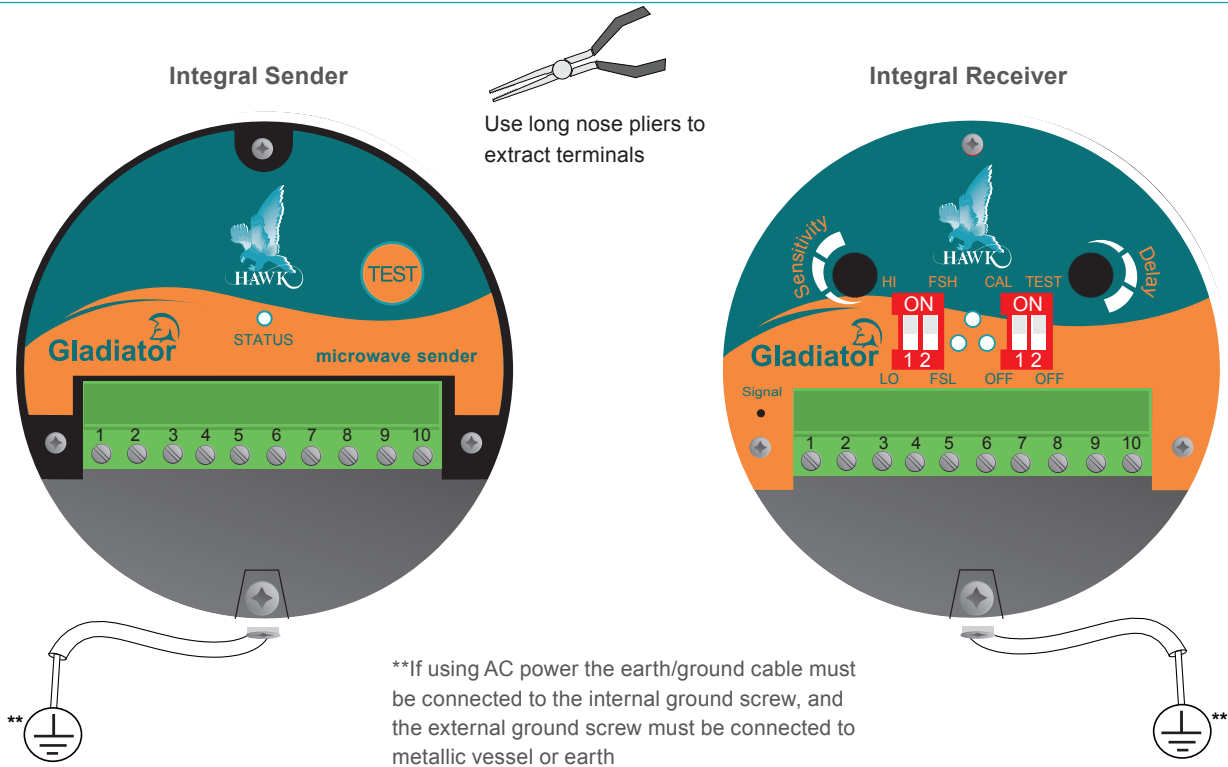 Integral Sender
Use long nose pliers to
extract terminals
HAWK
TEST
STATUS
Gladiator
microwave sender
1 2 3 4 5 6 7 8 9 10
**
Integral Receiver
Sensitivity
HAWK
Delay
HI FSH CAL TEST
ON ON
Gladiator
1 2 1 2
LO FSL OFF OFF
Signal
1 2 3 4 5 6 7 8 9 10
**
**If using AC power the earth/ground cable must
be connected to the internal ground screw, and
the external ground screw must be connected to
metallic vessel or earth